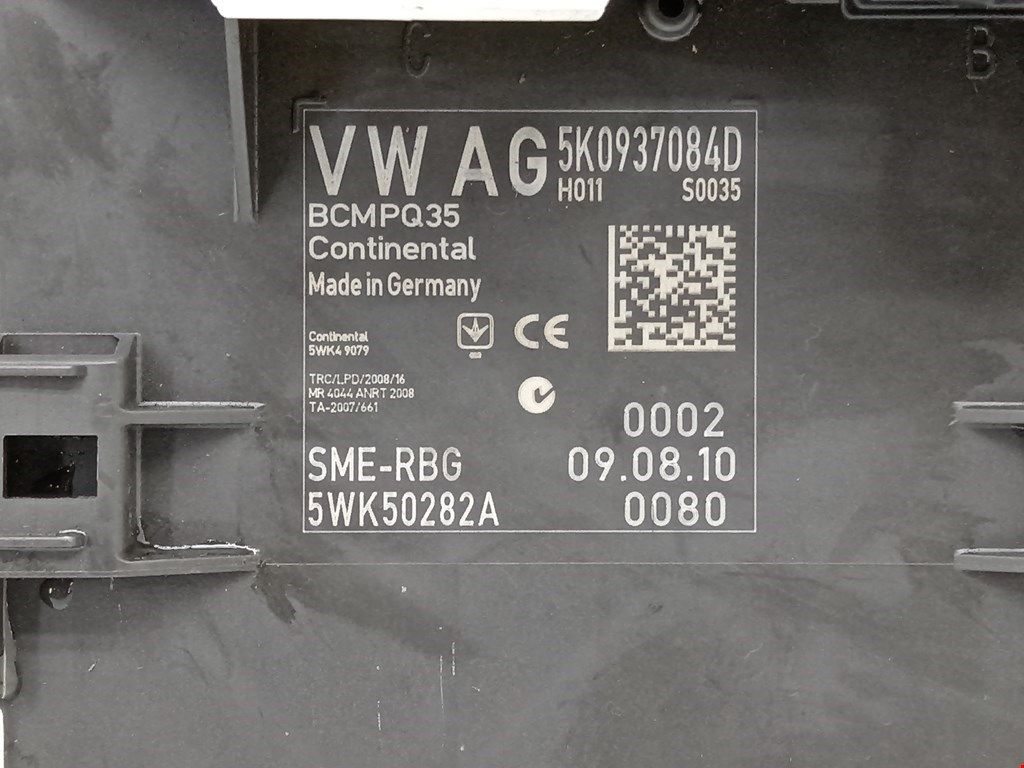 C
B
VW AG 5K0937084D
H011 S0035
BCMPQ35
Continental
Made in Germany
Continental
5WK4 9079
CE
TRC/LPD/2008/16
MR 4044 ANRT 2008
TA-2007/661
0002
SME-RBG 09.08.10
5WK50282A 0080